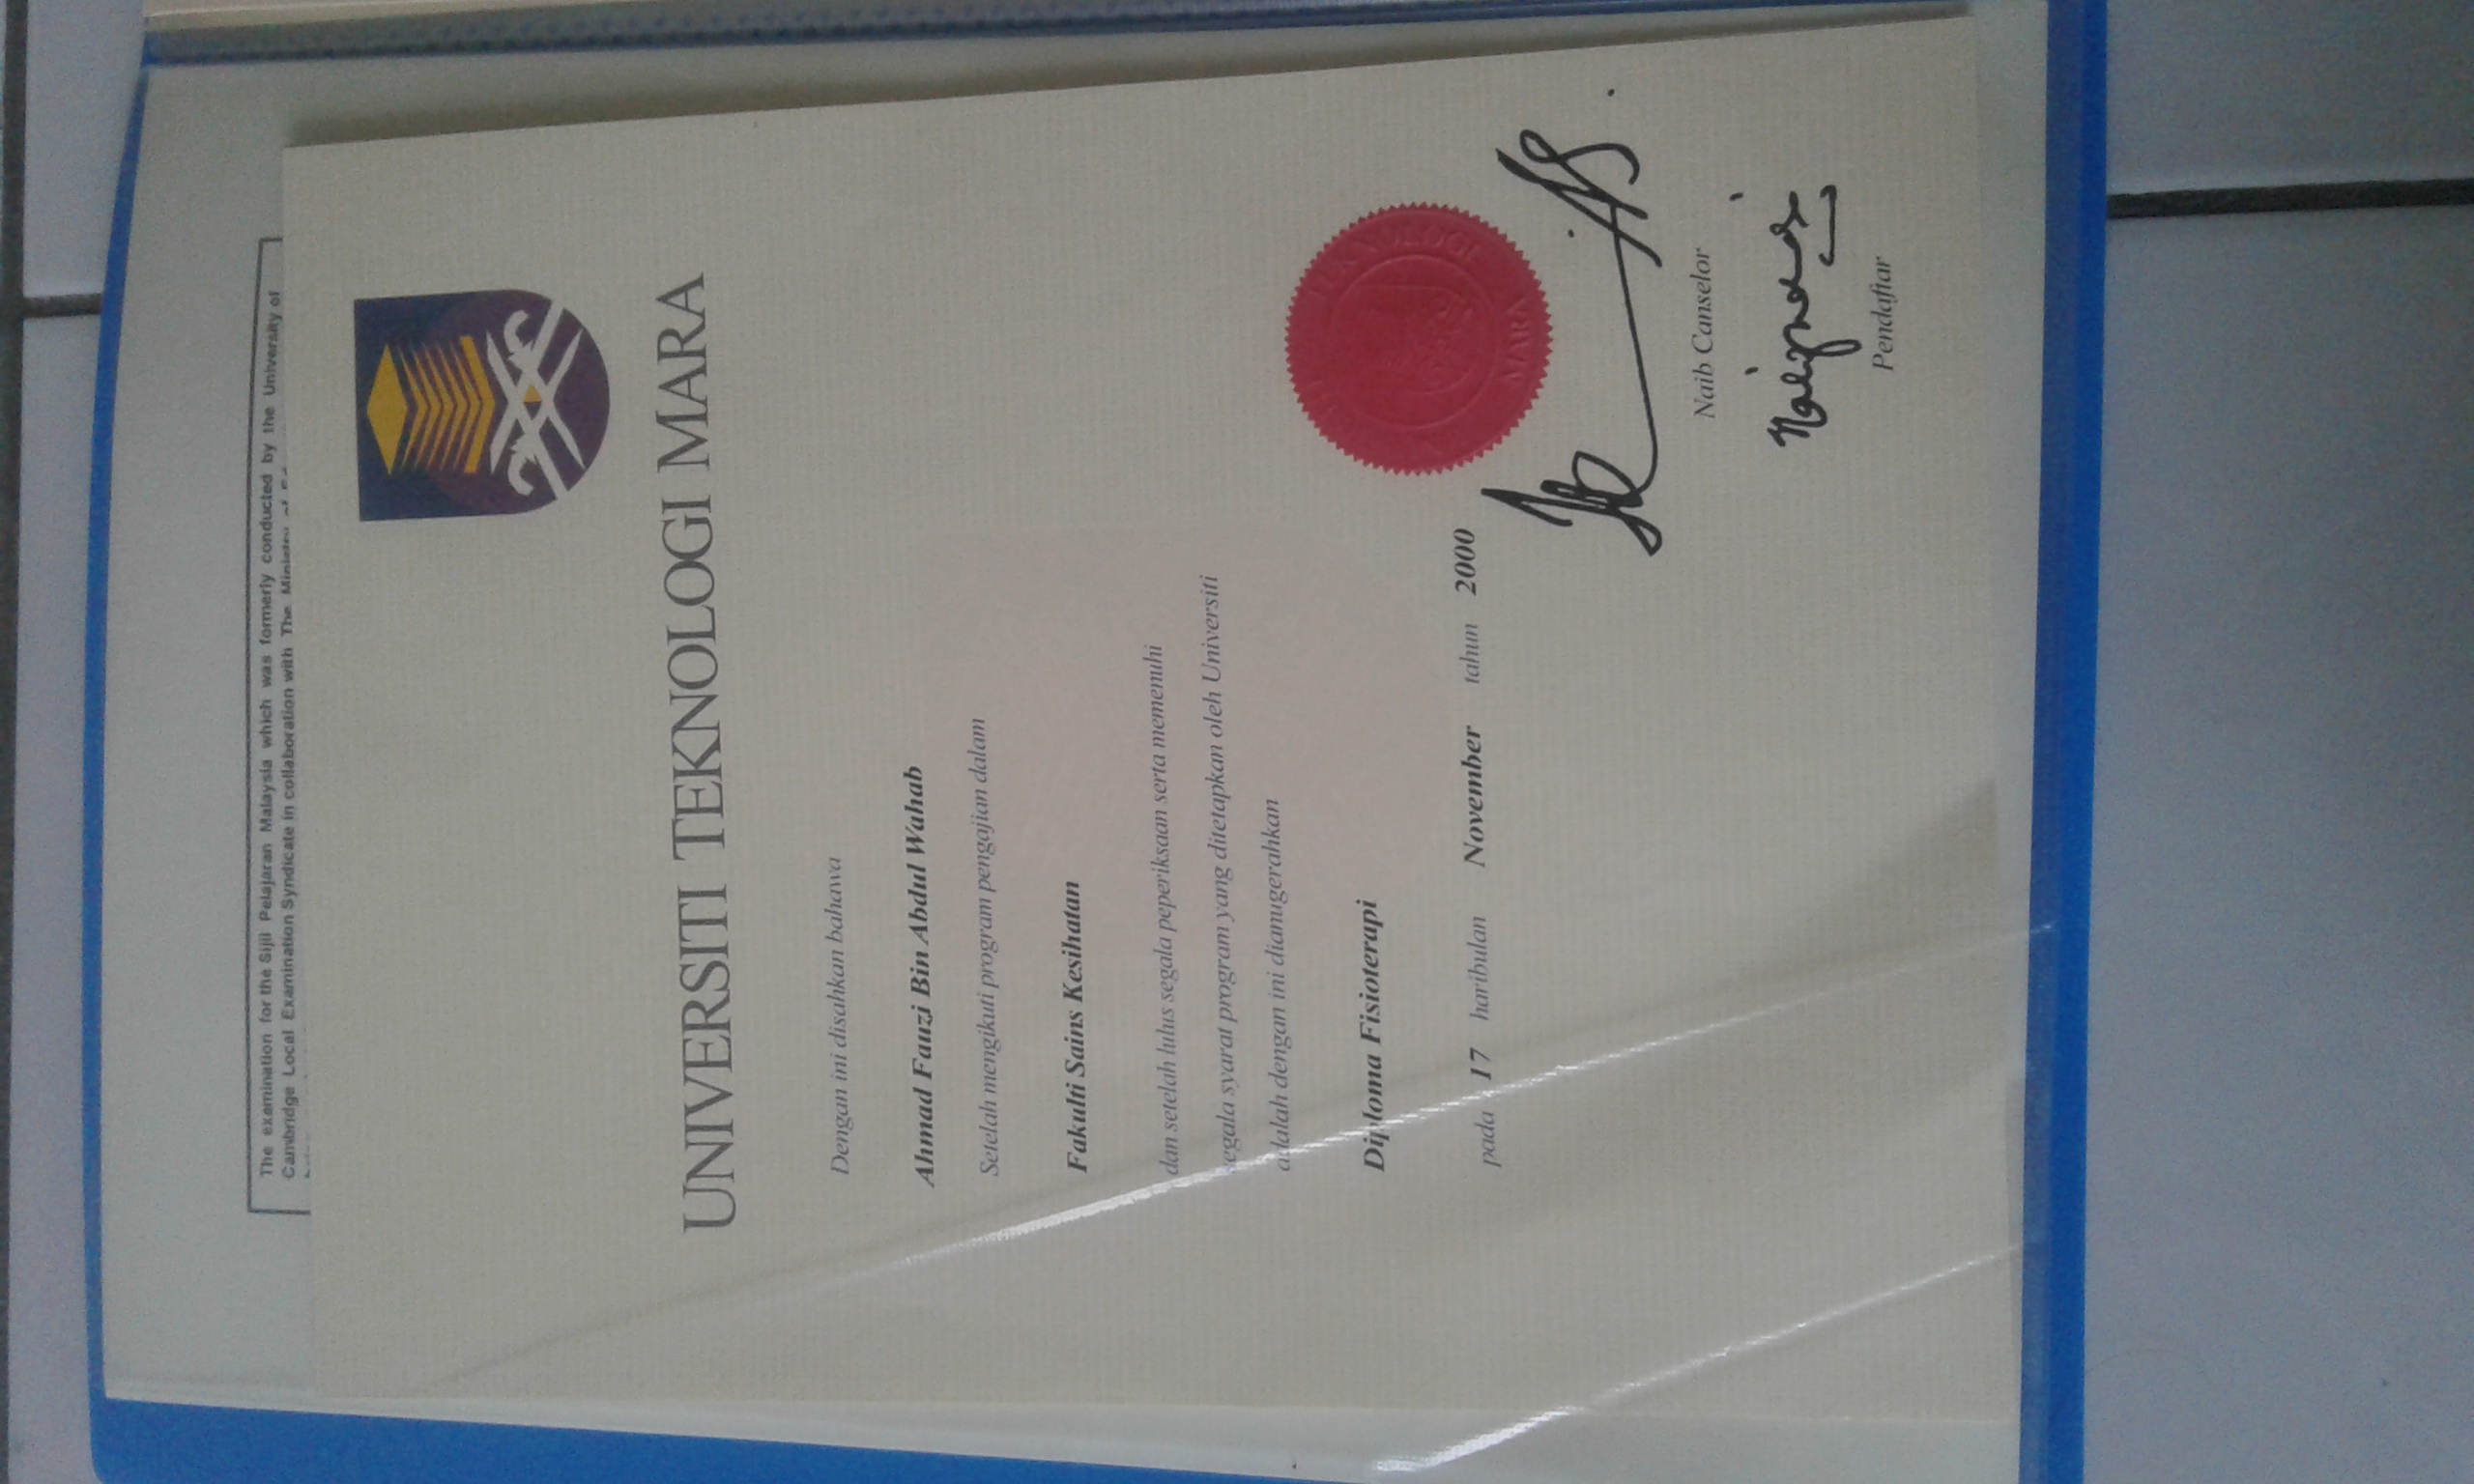 The examination for the Sijil Pelajaran Malaysia which was formerly conducted by the University of
Cambridge Local Examination Syndicate in collaboration with The
UNIVERSITI TEKNOLOGI MARA
Dengan ini disahkan bahawa
Ahmad Fauzi Bin Abdul Wahab
Setelah mengikuti program pengajian dalam
Fakulti Sains Kesihatan
dan setelah lulus segala peperiksaan serta memenuhi
segala syarat program yang ditetapkan oleh Universiti
adalah dengan ini dianugerahkan
Diploma Fisioterapi
pada 17 haribulan November tahun 2000
TEKNOLOGI MARA
Naib Canselor
Pendaftar